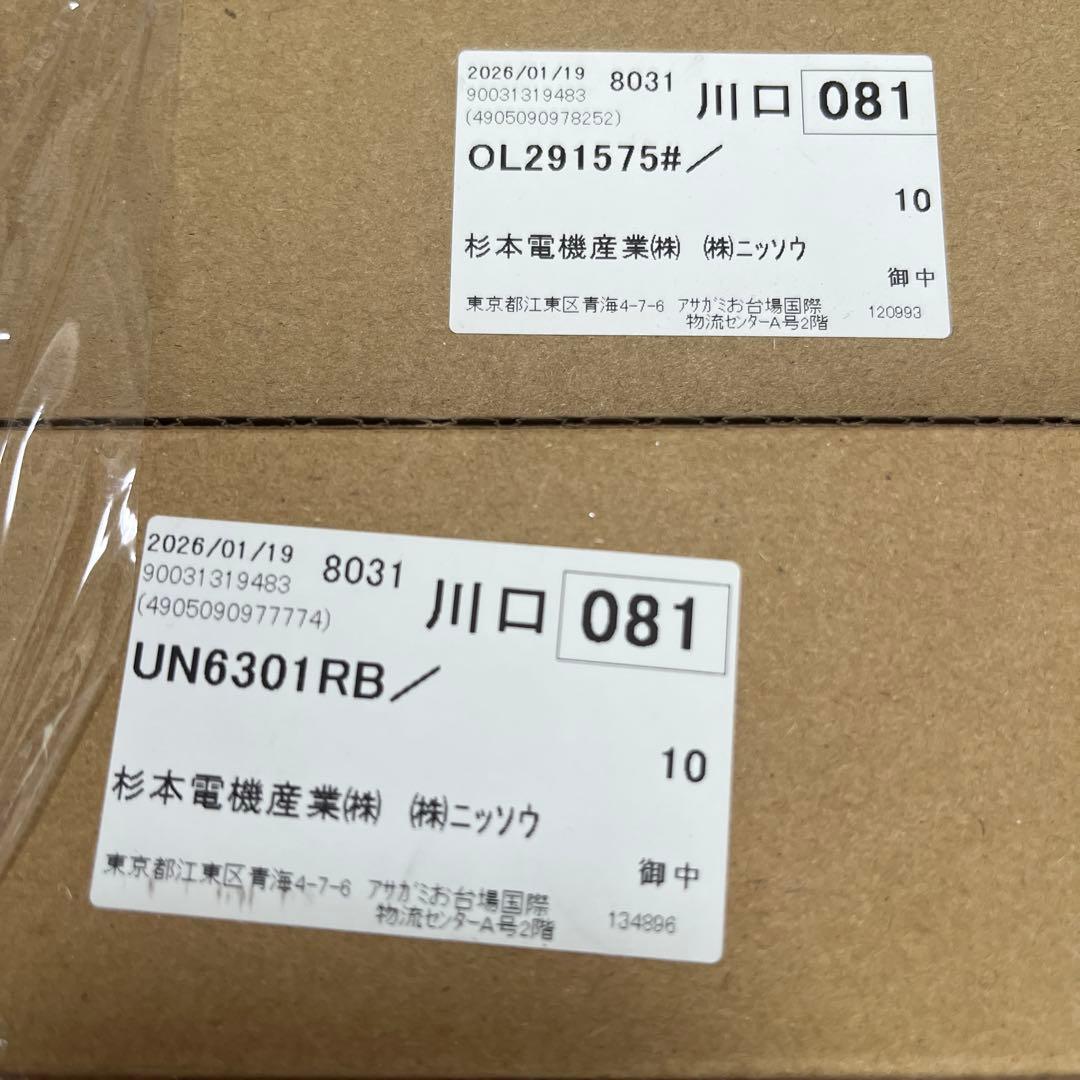 2026/01/19 8031 川口 081
90031319483
(4905090978252)
OL291575#／
10
杉本電機産業㈱ ㈱ニッソウ
御中
東京都江東区青海4-7-6 アサガミお台場国際
物流センターA号2階 120993
2026/01/19 8031 川口 081
90031319483
(4905090977774)
UN6301RB／
10
杉本電機産業㈱ ㈱ニッソウ
御中
東京都江東区青海4-7-6 アサガミお台場国際
物流センターA号2階 134896